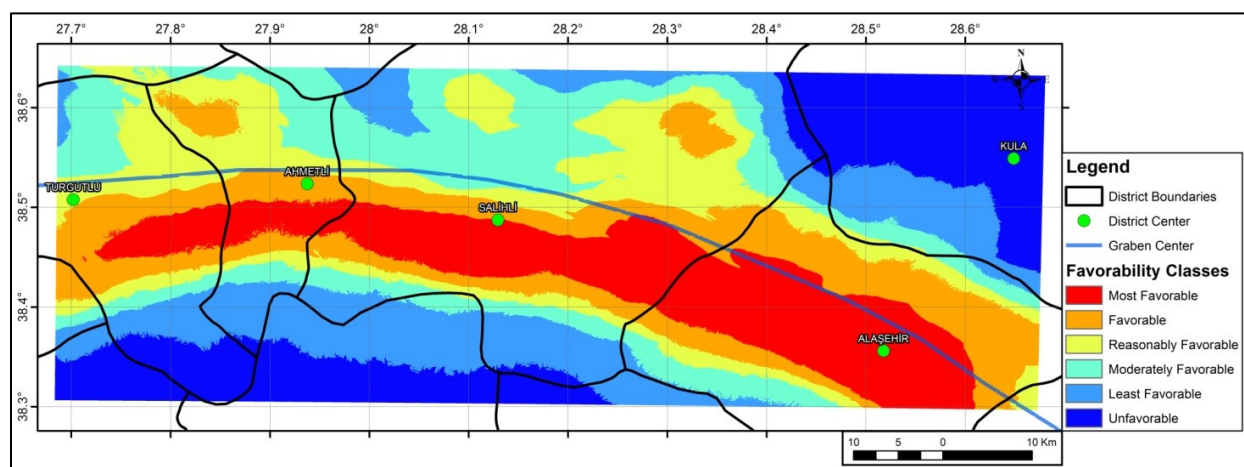 27.7° 27.8° 27.9° 28° 28.1° 28.2° 28.3° 28.4° 28.5° 28.6°
N
W E
S
38.6°
38.5°
38.4°
38.3°
KULA
AHMETLİ
TURGUTLU
SALİHLİ
ALAŞEHİR
Legend
District Boundaries
District Center
Graben Center
Favorability Classes
Most Favorable
Favorable
Reasonably Favorable
Moderately Favorable
Least Favorable
Unfavorable
10 5 0 10 Km